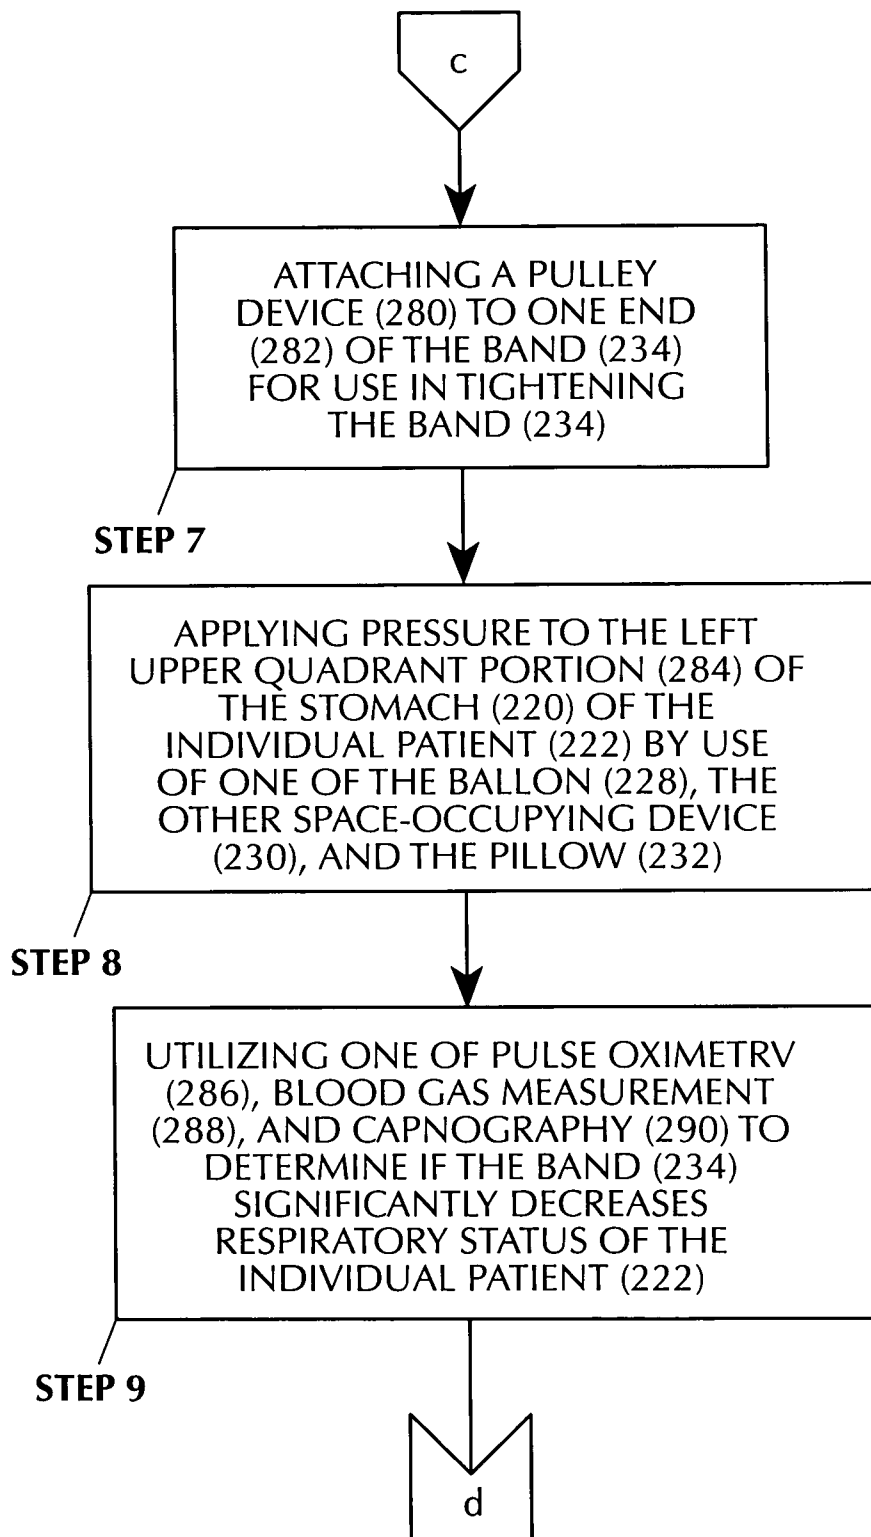 c
ATTACHING A PULLEY
DEVICE (280) TO ONE END
(282) OF THE BAND (234)
FOR USE IN TIGHTENING
THE BAND (234)
STEP 7
APPLYING PRESSURE TO THE LEFT
UPPER QUADRANT PORTION (284) OF
THE STOMACH (220) OF THE
INDIVIDUAL PATIENT (222) BY USE
OF ONE OF THE BALLON (228), THE
OTHER SPACE-OCCUPYING DEVICE
(230), AND THE PILLOW (232)
STEP 8
UTILIZING ONE OF PULSE OXIMETRV
(286), BLOOD GAS MEASUREMENT
(288), AND CAPNOGRAPHY (290) TO
DETERMINE IF THE BAND (234)
SIGNIFICANTLY DECREASES
RESPIRATORY STATUS OF THE
INDIVIDUAL PATIENT (222)
STEP 9
d